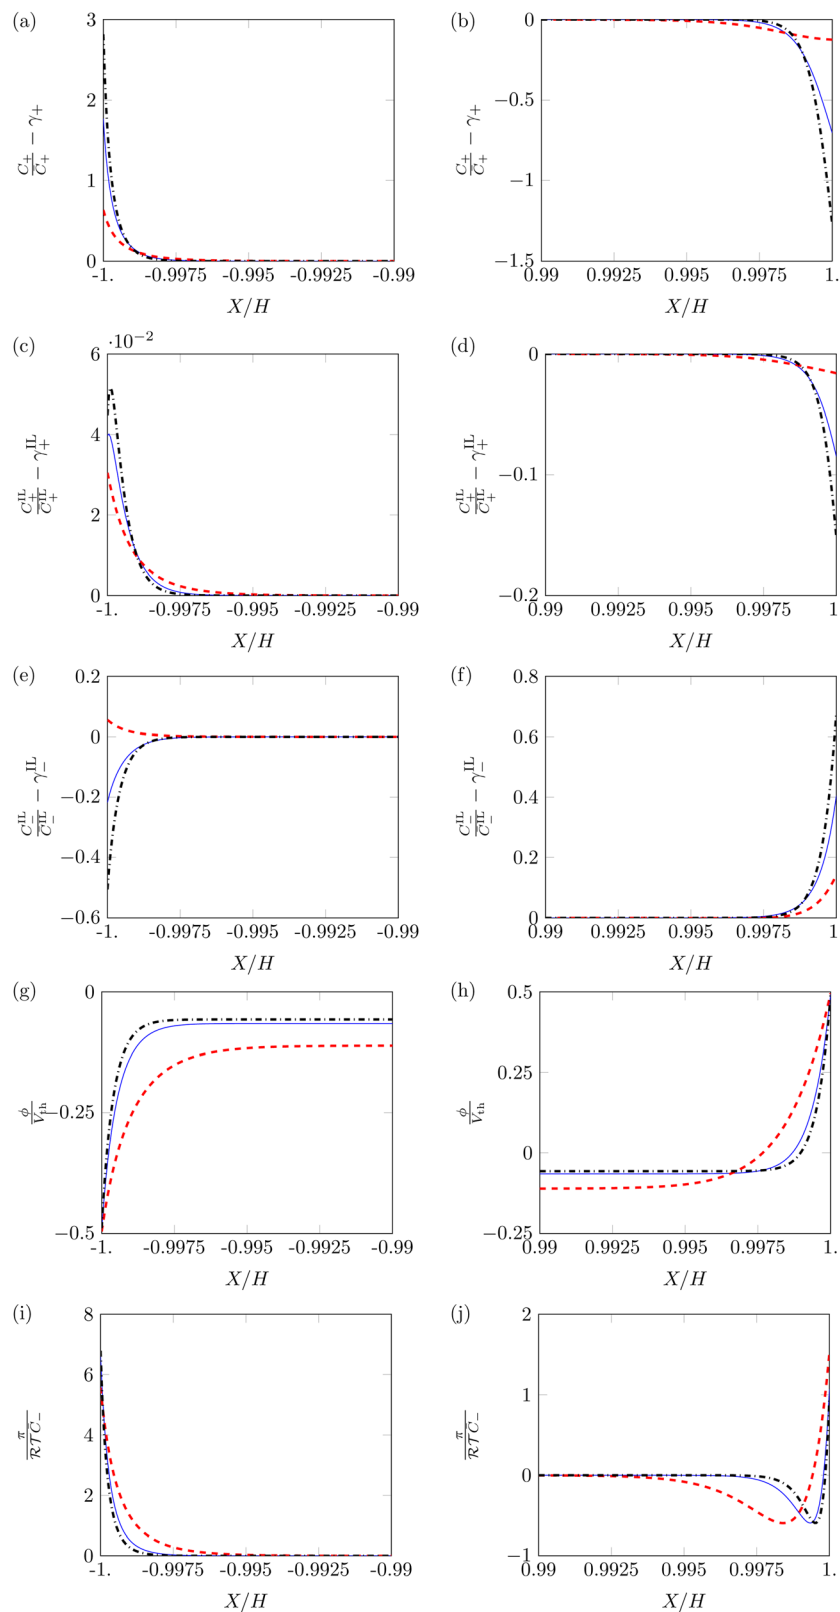 (a)
3
2
1
0
C₊/C̅₊ − γ₊
-1. -0.9975 -0.995 -0.9925 -0.99
X/H
(b)
0
−0.5
−1
−1.5
C₊/C̅₊ − γ₊
0.99 0.9925 0.995 0.9975 1.
X/H
(c)
·10⁻²
6
4
2
0
C₊ᴵᴸ/C̅₊ᴵᴸ − γ₊ᴵᴸ
-1. -0.9975 -0.995 -0.9925 -0.99
X/H
(d)
0
−0.1
−0.2
C₊ᴵᴸ/C̅₊ᴵᴸ − γ₊ᴵᴸ
0.99 0.9925 0.995 0.9975 1.
X/H
(e)
0.2
0
−0.2
−0.4
−0.6
C₋ᴵᴸ/C̅₋ᴵᴸ − γ₋ᴵᴸ
-1. -0.9975 -0.995 -0.9925 -0.99
X/H
(f)
0.8
0.6
0.4
0.2
0
C₋ᴵᴸ/C̅₋ᴵᴸ − γ₋ᴵᴸ
0.99 0.9925 0.995 0.9975 1.
X/H
(g)
0
−0.25
−0.5
ϕ/V_th
-1. -0.9975 -0.995 -0.9925 -0.99
X/H
(h)
0.5
0.25
0
−0.25
ϕ/V_th
0.99 0.9925 0.995 0.9975 1.
X/H
(i)
8
6
4
2
0
π/ℛ𝒯C̅₋
-1. -0.9975 -0.995 -0.9925 -0.99
X/H
(j)
2
1
0
−1
π/ℛ𝒯C̅₋
0.99 0.9925 0.995 0.9975 1.
X/H